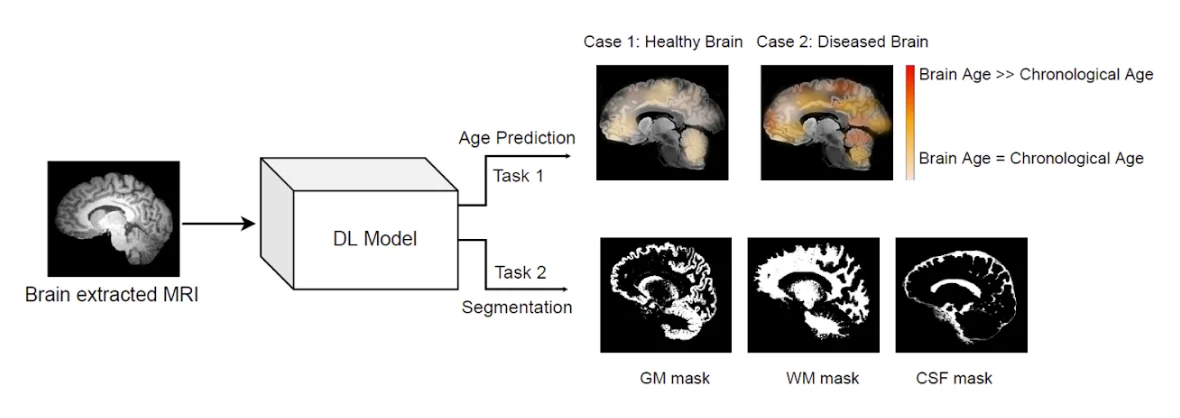 Case 1: Healthy Brain
Case 2: Diseased Brain
Brain Age >> Chronological Age
Brain Age = Chronological Age
Age Prediction
Task 1
DL Model
Task 2
Segmentation
Brain extracted MRI
GM mask
WM mask
CSF mask